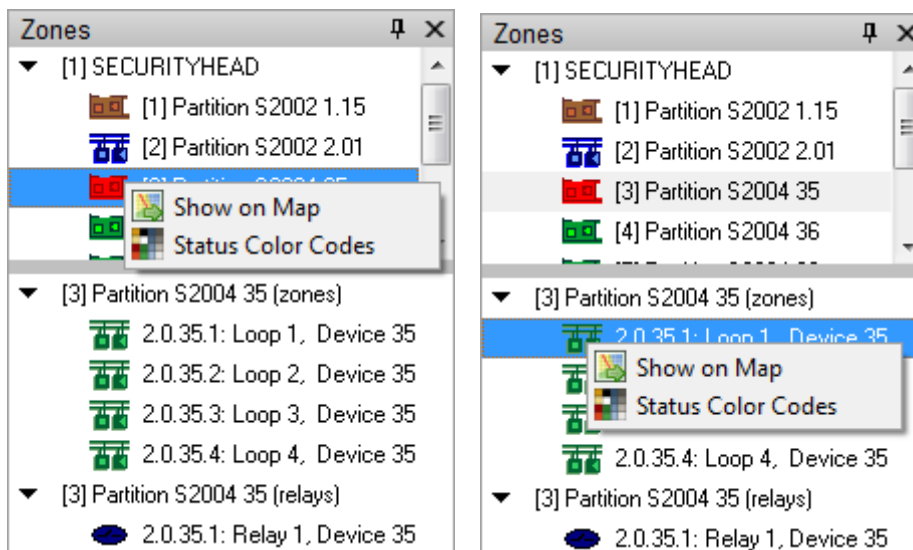 Zones
[1] SECURITYHEAD
[1] Partition S2002 1.15
[2] Partition S2002 2.01
Show on Map
Status Color Codes
[3] Partition S2004 35 (zones)
2.0.35.1: Loop 1, Device 35
2.0.35.2: Loop 2, Device 35
2.0.35.3: Loop 3, Device 35
2.0.35.4: Loop 4, Device 35
[3] Partition S2004 35 (relays)
2.0.35.1: Relay 1, Device 35
Zones
[1] SECURITYHEAD
[1] Partition S2002 1.15
[2] Partition S2002 2.01
[3] Partition S2004 35
[4] Partition S2004 36
[3] Partition S2004 35 (zones)
2.0.35.1: Loop 1, Device 35
Show on Map
Status Color Codes
2.0.35.4: Loop 4, Device 35
[3] Partition S2004 35 (relays)
2.0.35.1: Relay 1, Device 35